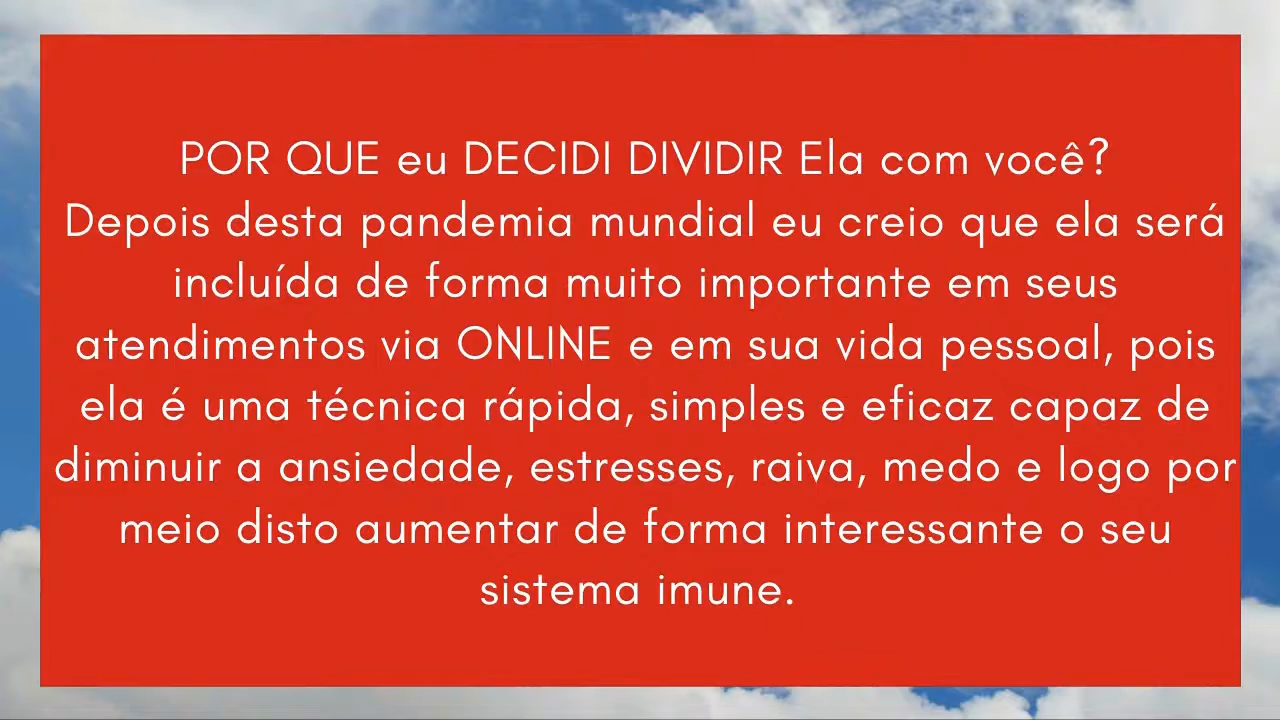 POR QUE eu DECIDI DIVIDIR Ela com você?
Depois desta pandemia mundial eu creio que ela será
incluída de forma muito importante em seus
atendimentos via ONLINE e em sua vida pessoal, pois
ela é uma técnica rápida, simples e eficaz capaz de
diminuir a ansiedade, estresses, raiva, medo e logo por
meio disto aumentar de forma interessante o seu
sistema imune.